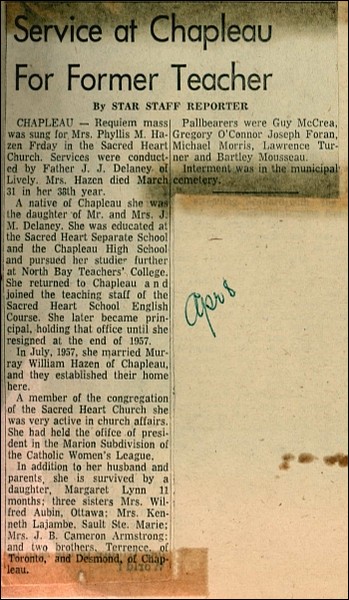 Service at Chapleau
For Former Teacher
By STAR STAFF REPORTER
CHAPLEAU — Requiem mass
was sung for Mrs. Phyllis M. Ha-
zen Frday in the Sacred Heart
Church. Services were conduct-
ed by Father J. J. Delaney of
Lively. Mrs. Hazen died March
31 in her 38th year.
A native of Chapleau she was
the daughter of Mr. and Mrs. J.
M. Delaney. She was educated at
the Sacred Heart Separate School
and the Chapleau High School
and pursued her studier further
at North Bay Teachers' College.
She returned to Chapleau and
joined the teaching staff of the
Sacred Heart School English
Course. She later became prin-
cipal, holding that office until she
resigned at the end of 1957.
In July, 1957, she married Mur-
ray William Hazen of Chapleau,
and they established their home
here.
A member of the congregation
of the Sacred Heart Church she
was very active in church affairs.
She had held the olifce of presi-
dent in the Marion Subdivision of
the Catholic Women's League.
In addition to her husband and
parents, she is survived by a
daughter, Margaret Lynn 11
months; three sisters Mrs. Wil-
fred Aubin, Ottawa; Mrs. Ken-
neth Lajambe, Sault Ste. Marie;
Mrs. J. B. Cameron Armstrong;
and two brothers, Terrence, of
Toronto, and Desmond, of Chap-
leau.
Pallbearers were Guy McCrea,
Gregory O'Connor Joseph Foran,
Michael Morris, Lawrence Tur-
ner and Bartley Mousseau.
Interment was in the municipal
cemetery.
Apr 8